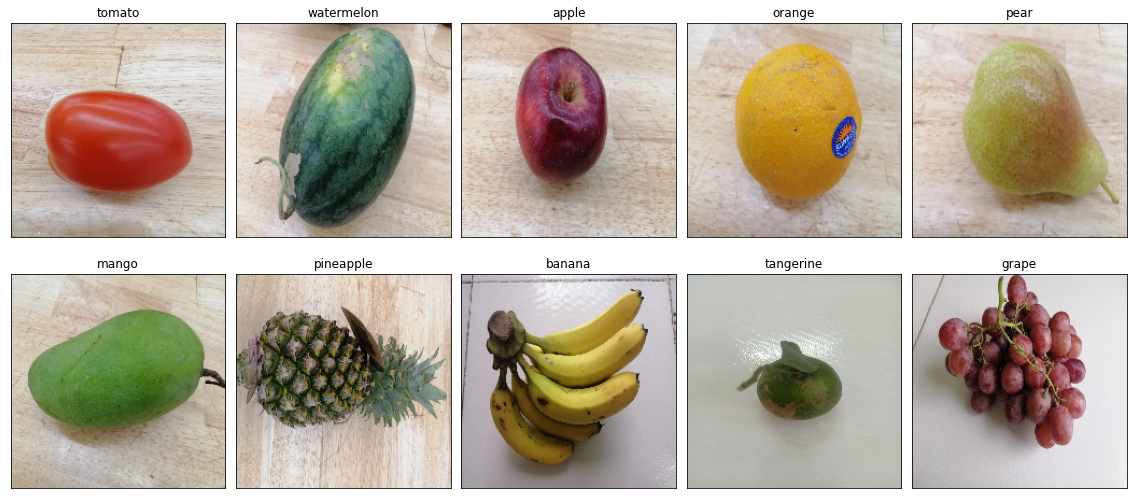 tomato
watermelon
apple
orange
pear
mango
pineapple
banana
tangerine
grape